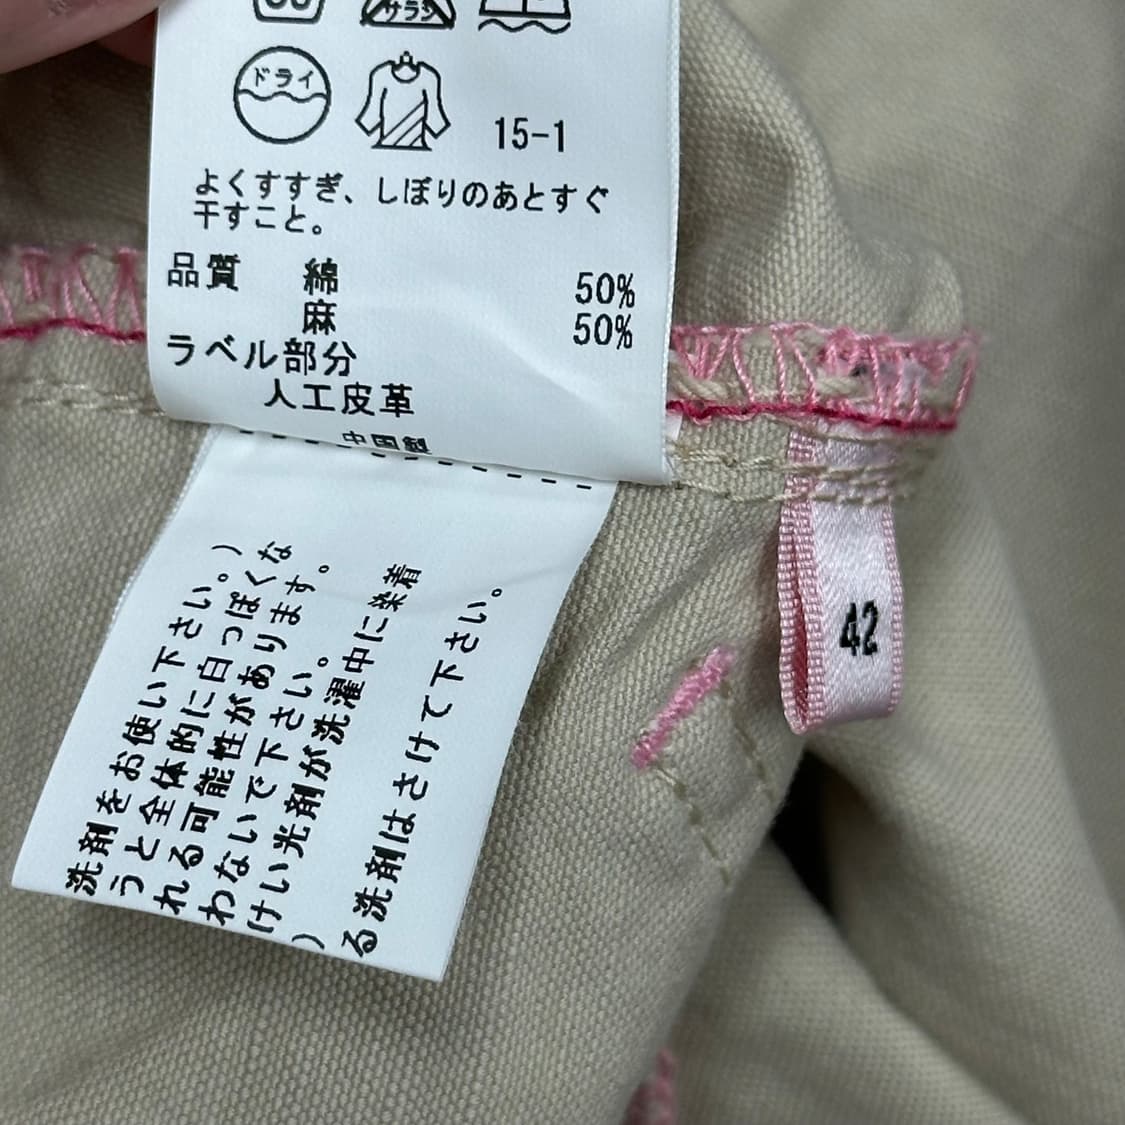 サラシ
ドライ
15-1
よくすすぎ、しぼりのあとすぐ
干すこと。
品質 綿 50%
麻 50%
ラベル部分
人工皮革
中国製
42
る洗剤はさけて下さい。
けい光剤が洗濯中に染着
わないで下さい。
れる可能性があります。
うと全体的に白っぽくな
洗剤をお使い下さい。)